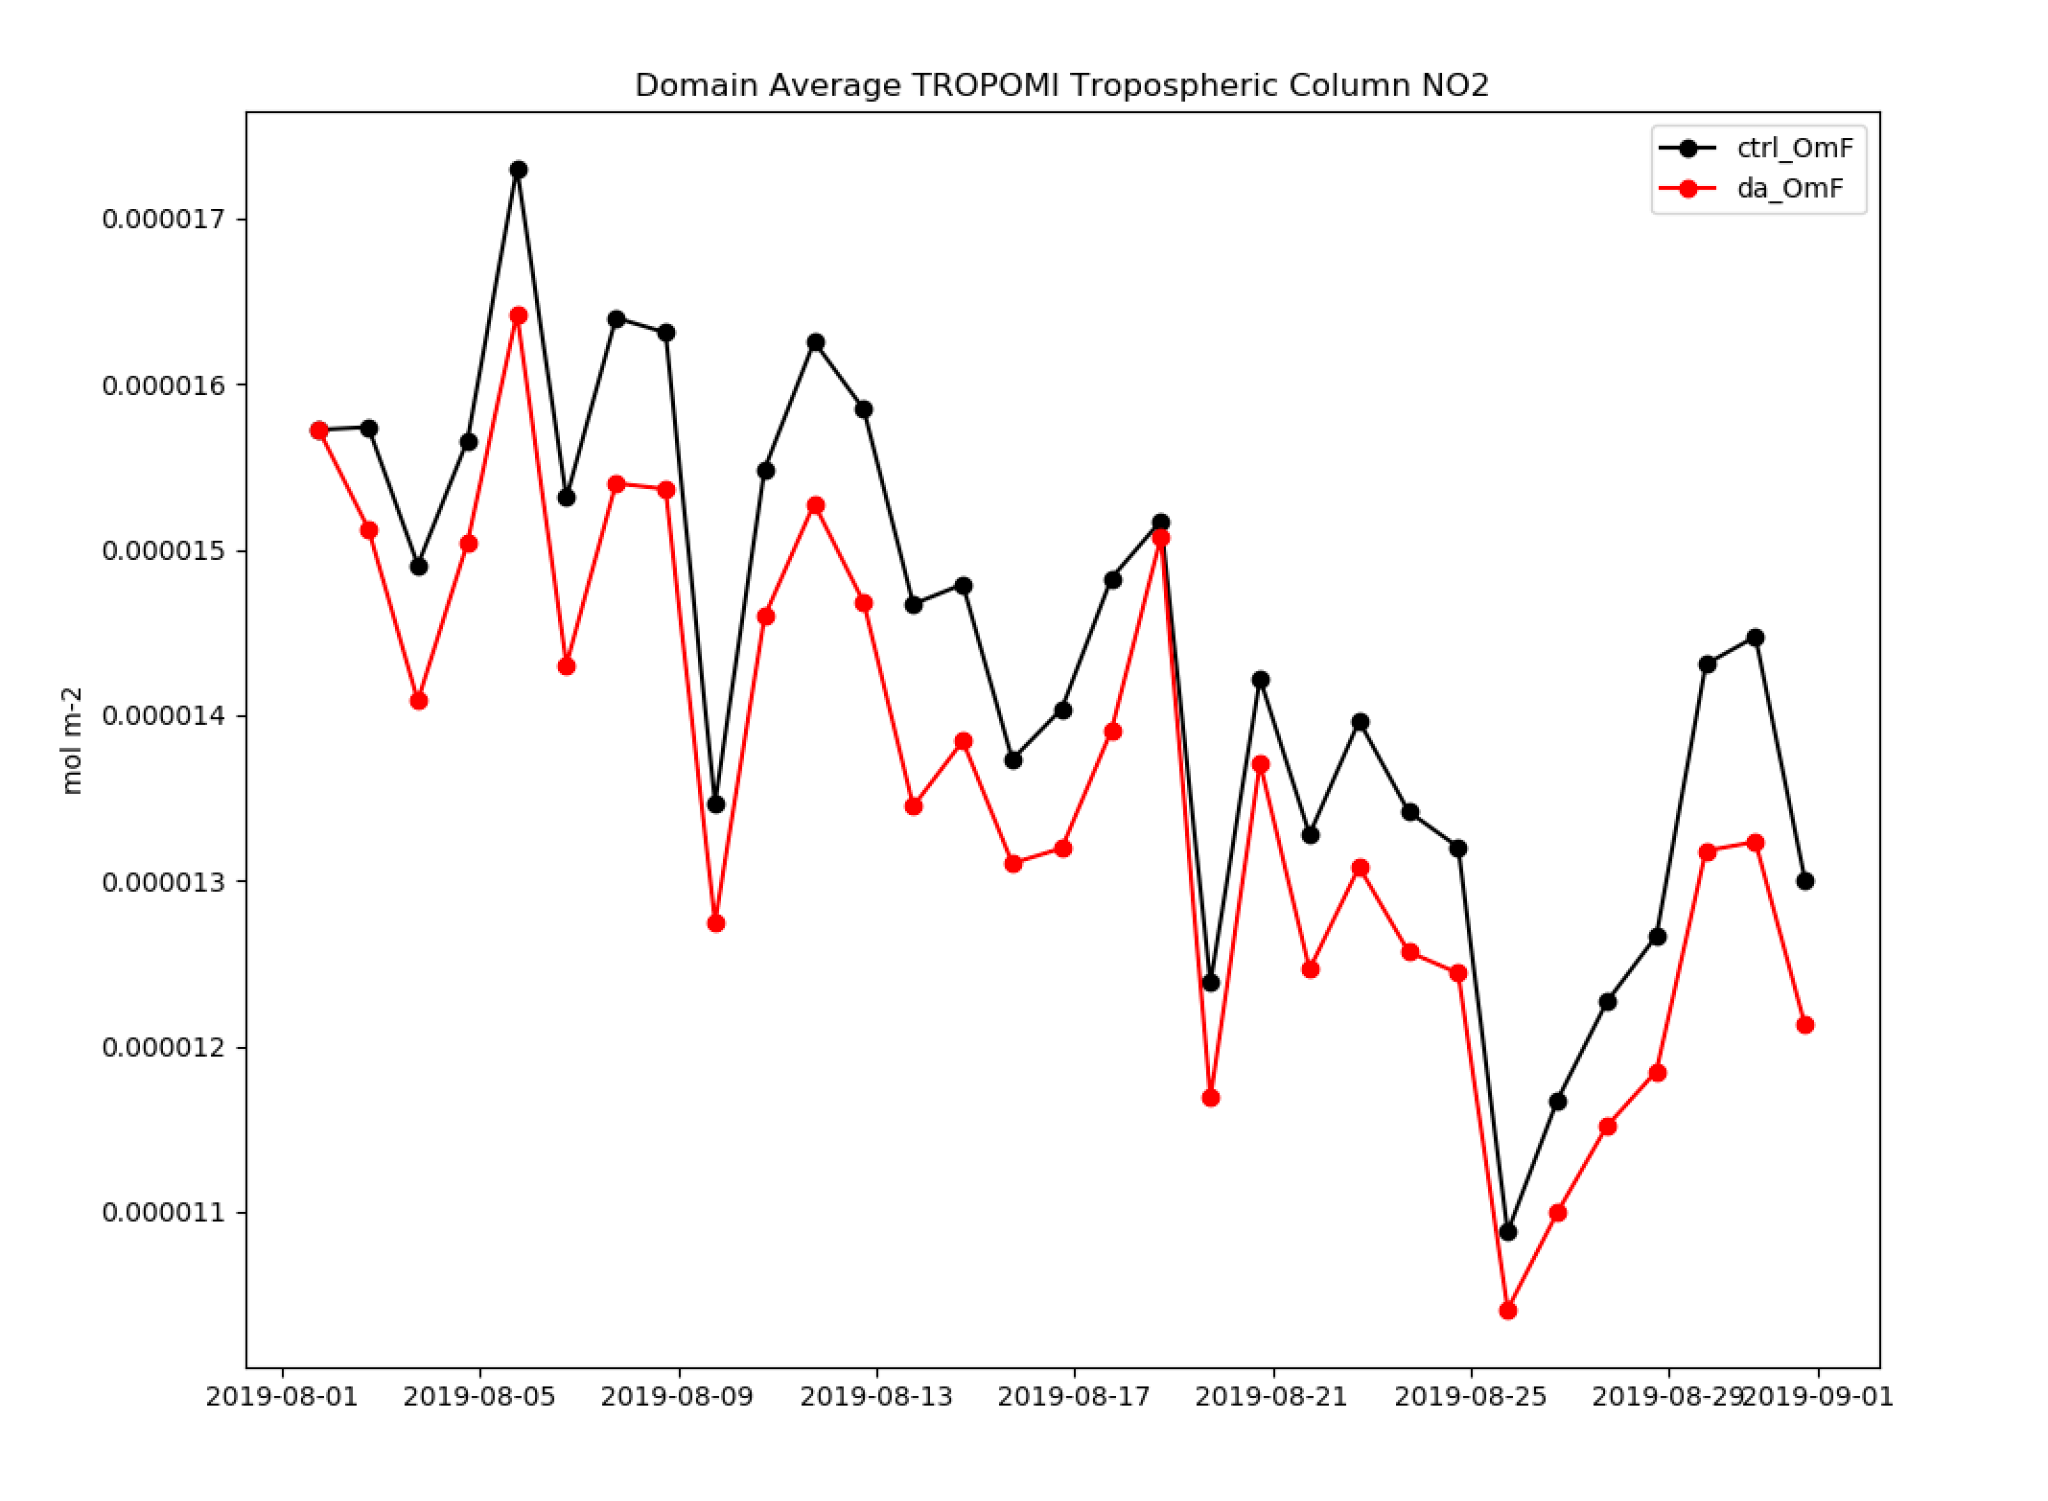 Domain Average TROPOMI Tropospheric Column NO2
ctrl_OmF
da_OmF
0.000017
0.000016
0.000015
0.000014
0.000013
0.000012
0.000011
mol m-2
2019-08-01 2019-08-05 2019-08-09 2019-08-13 2019-08-17 2019-08-21 2019-08-25 2019-08-29 2019-09-01